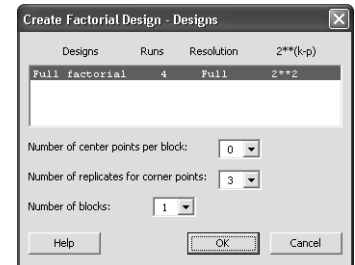 Create Factorial Design - Designs
Designs Runs Resolution 2**(k-p)
Full factorial 4 Full 2**2
Number of center points per block: 0
Number of replicates for corner points: 3
Number of blocks: 1
Help OK Cancel